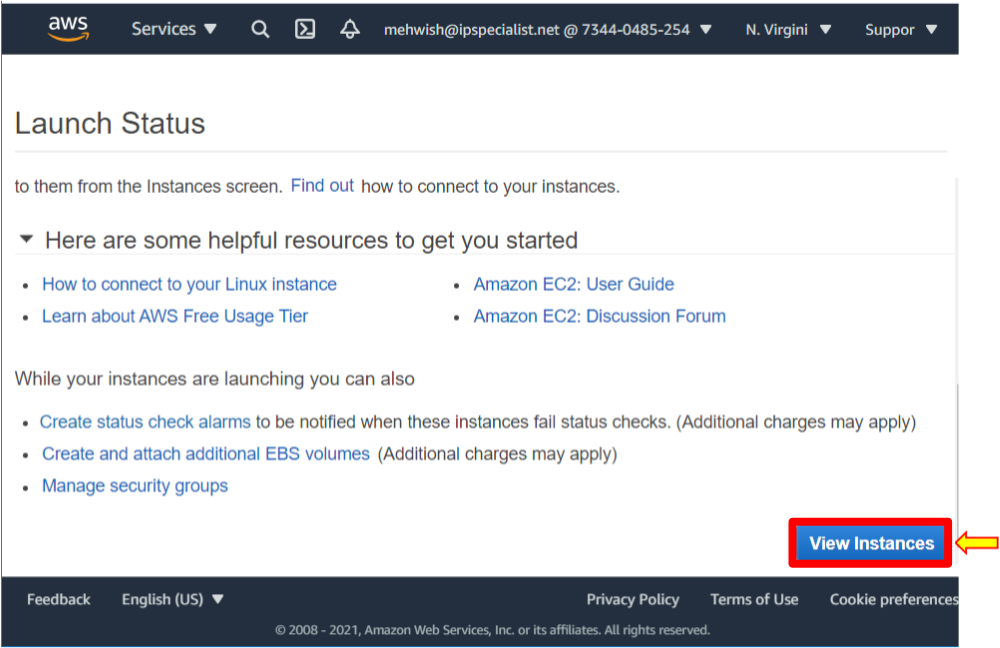 aws Services mehwish@ipspecialist.net @ 7344-0485-254 N. Virgini Suppor
Launch Status
to them from the Instances screen. Find out how to connect to your instances.
Here are some helpful resources to get you started
• How to connect to your Linux instance
• Amazon EC2: User Guide
• Learn about AWS Free Usage Tier
• Amazon EC2: Discussion Forum
While your instances are launching you can also
• Create status check alarms to be notified when these instances fail status checks. (Additional charges may apply)
• Create and attach additional EBS volumes (Additional charges may apply)
• Manage security groups
View Instances
Feedback English (US) Privacy Policy Terms of Use Cookie preferences
© 2008 - 2021, Amazon Web Services, Inc. or its affiliates. All rights reserved.